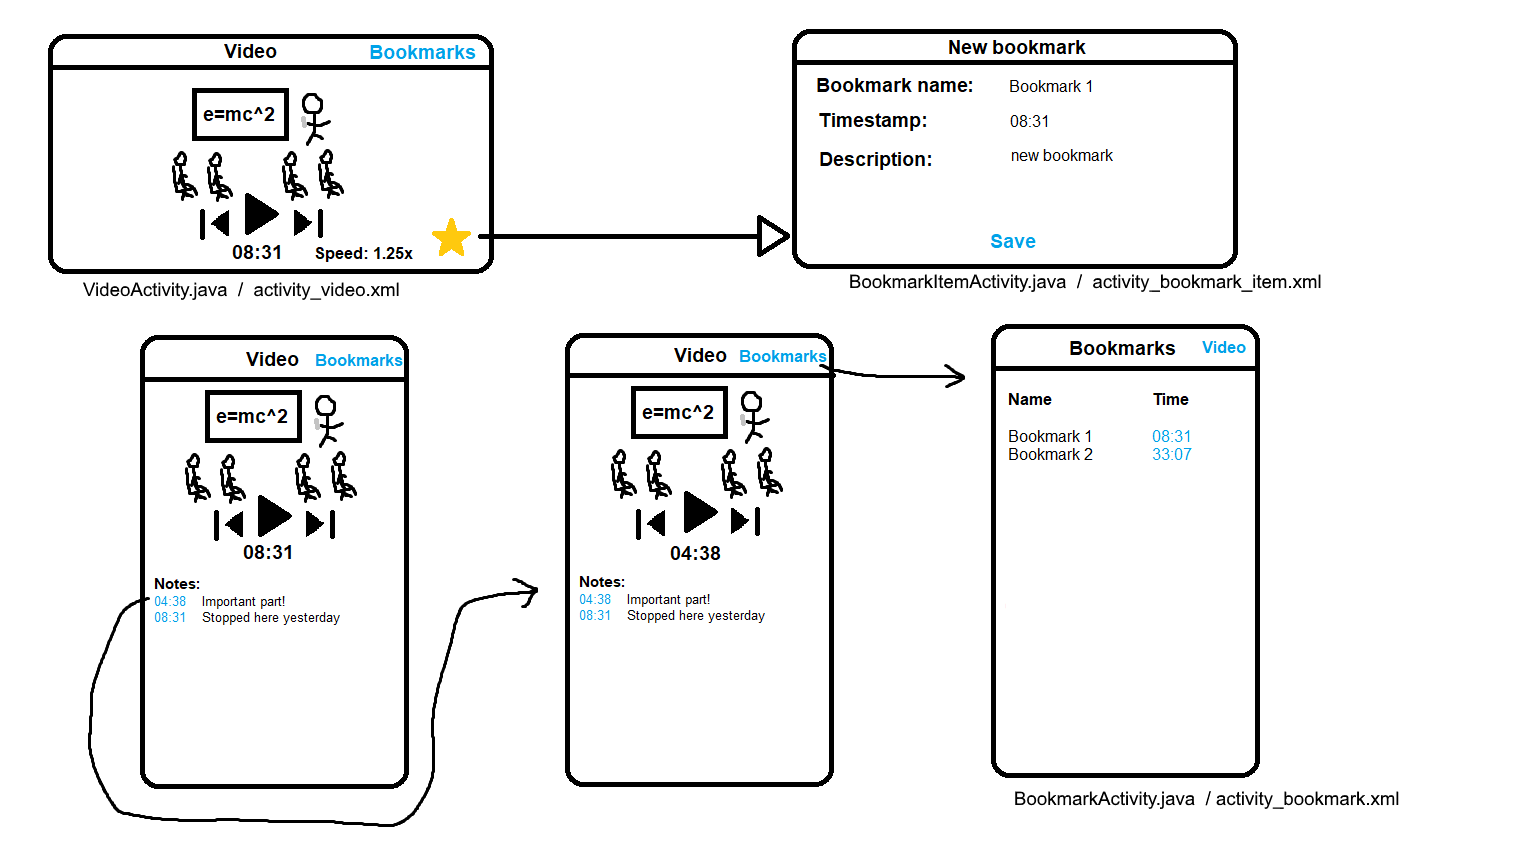 Video Bookmarks
e=mc^2
08:31 Speed: 1.25x
VideoActivity.java / activity_video.xml
New bookmark
Bookmark name: Bookmark 1
Timestamp: 08:31
Description: new bookmark
Save
BookmarkItemActivity.java / activity_bookmark_item.xml
Video Bookmarks
e=mc^2
08:31
Notes:
04:38 Important part!
08:31 Stopped here yesterday
Video Bookmarks
e=mc^2
04:38
Notes:
04:38 Important part!
08:31 Stopped here yesterday
Bookmarks Video
Name Time
Bookmark 1 08:31
Bookmark 2 33:07
BookmarkActivity.java / activity_bookmark.xml